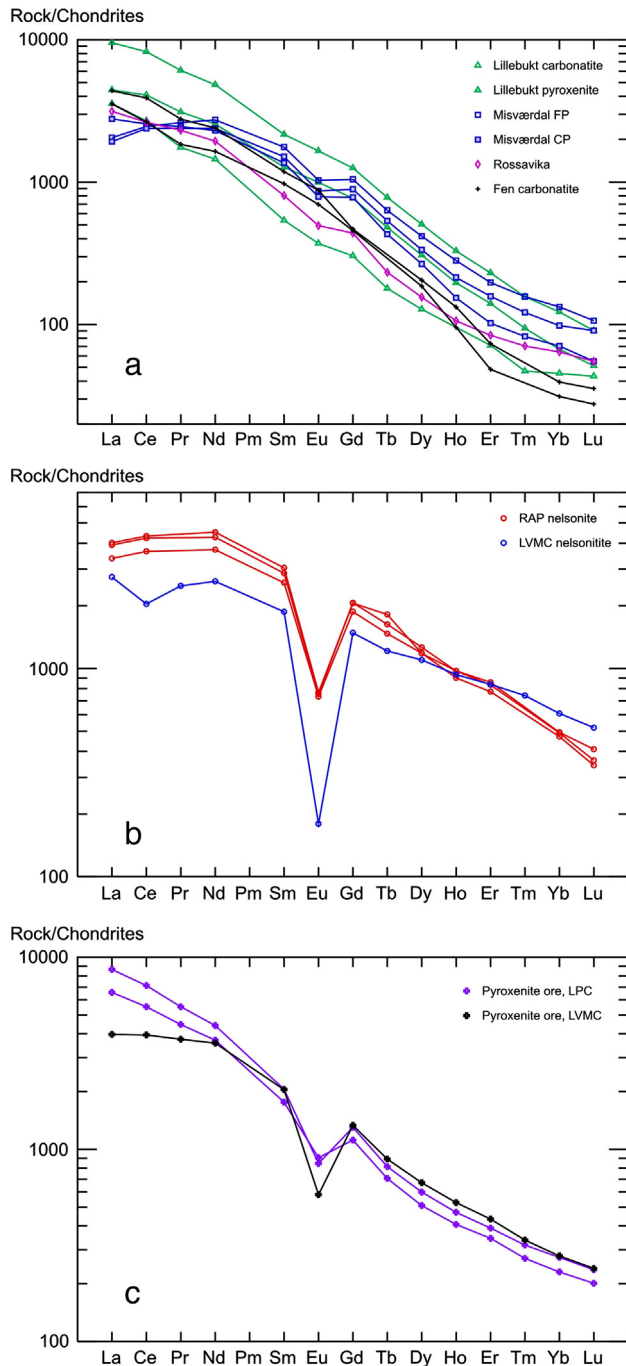 Rock/Chondrites
10000
1000
100
Lillebukt carbonatite
Lillebukt pyroxenite
Misværdal FP
Misværdal CP
Rossavika
Fen carbonatite
a
La Ce Pr Nd Pm Sm Eu Gd Tb Dy Ho Er Tm Yb Lu
Rock/Chondrites
RAP nelsonite
LVMC nelsonitite
1000
b
100
La Ce Pr Nd Pm Sm Eu Gd Tb Dy Ho Er Tm Yb Lu
Rock/Chondrites
10000
Pyroxenite ore, LPC
Pyroxenite ore, LVMC
1000
c
100
La Ce Pr Nd Pm Sm Eu Gd Tb Dy Ho Er Tm Yb Lu